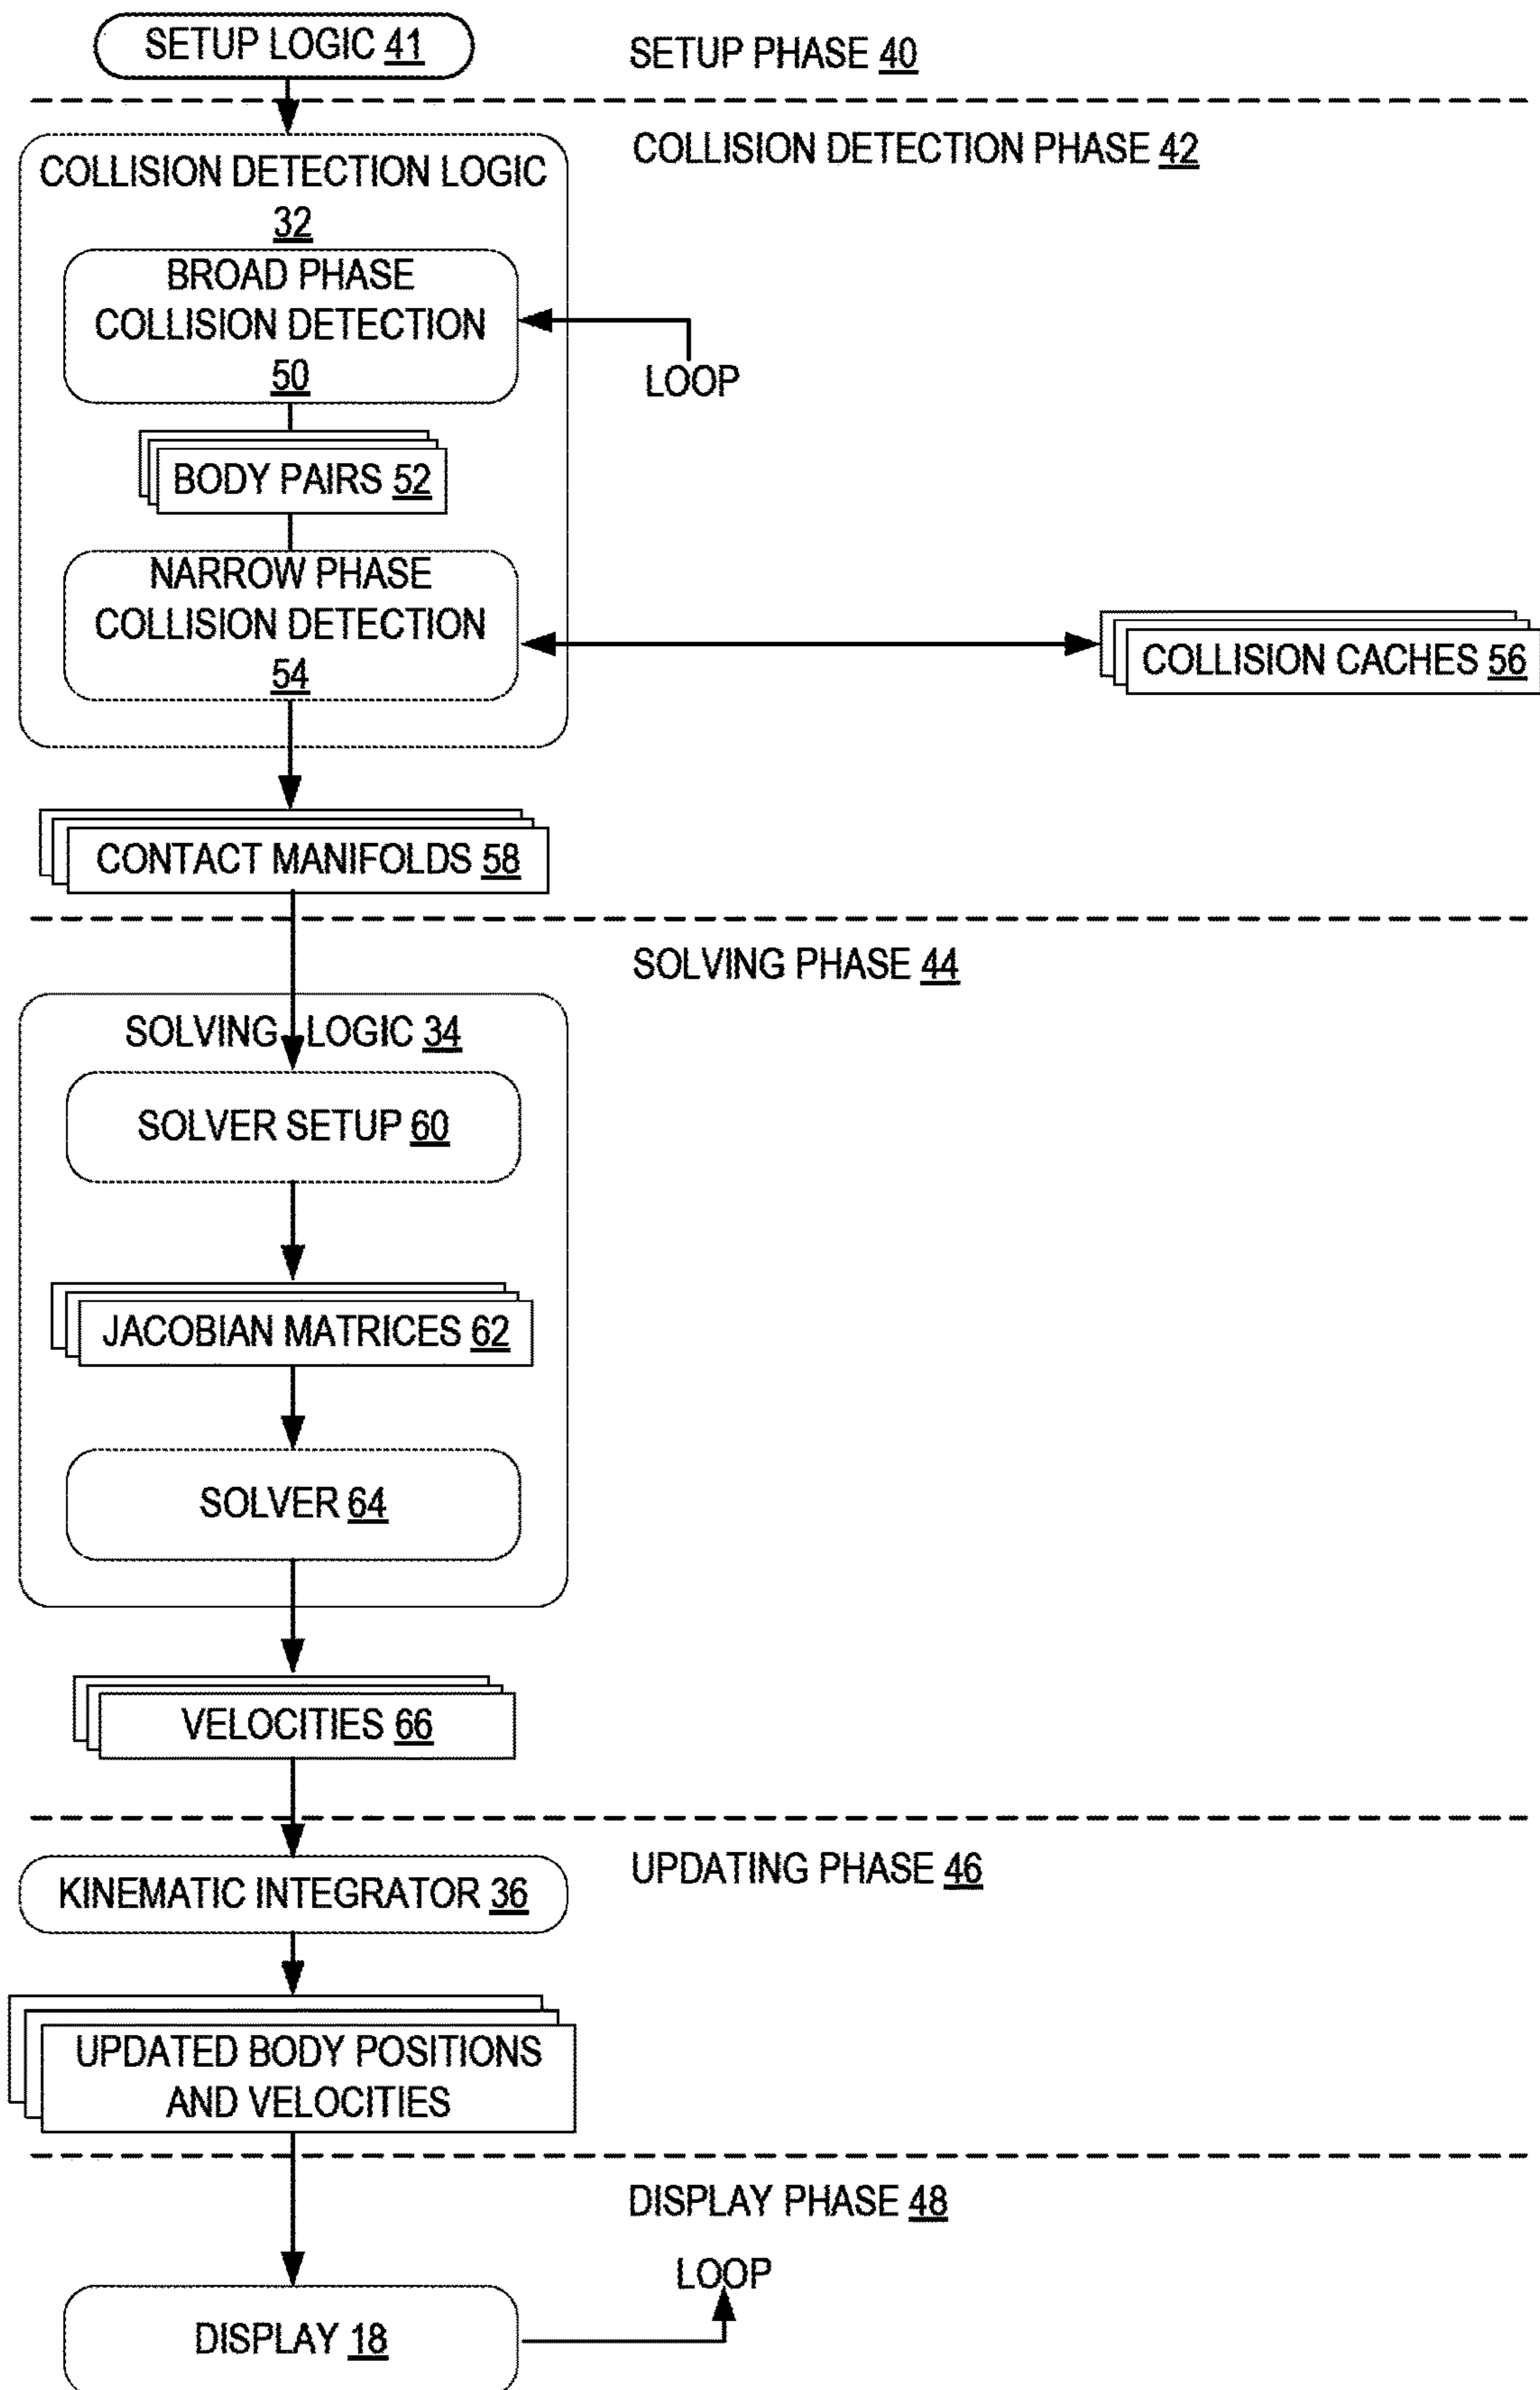 SETUP LOGIC 41
SETUP PHASE 40
COLLISION DETECTION PHASE 42
COLLISION DETECTION LOGIC
32
BROAD PHASE
COLLISION DETECTION
50
LOOP
BODY PAIRS 52
NARROW PHASE
COLLISION DETECTION
54
COLLISION CACHES 56
CONTACT MANIFOLDS 58
SOLVING PHASE 44
SOLVING LOGIC 34
SOLVER SETUP 60
JACOBIAN MATRICES 62
SOLVER 64
VELOCITIES 66
UPDATING PHASE 46
KINEMATIC INTEGRATOR 36
UPDATED BODY POSITIONS
AND VELOCITIES
DISPLAY PHASE 48
LOOP
DISPLAY 18